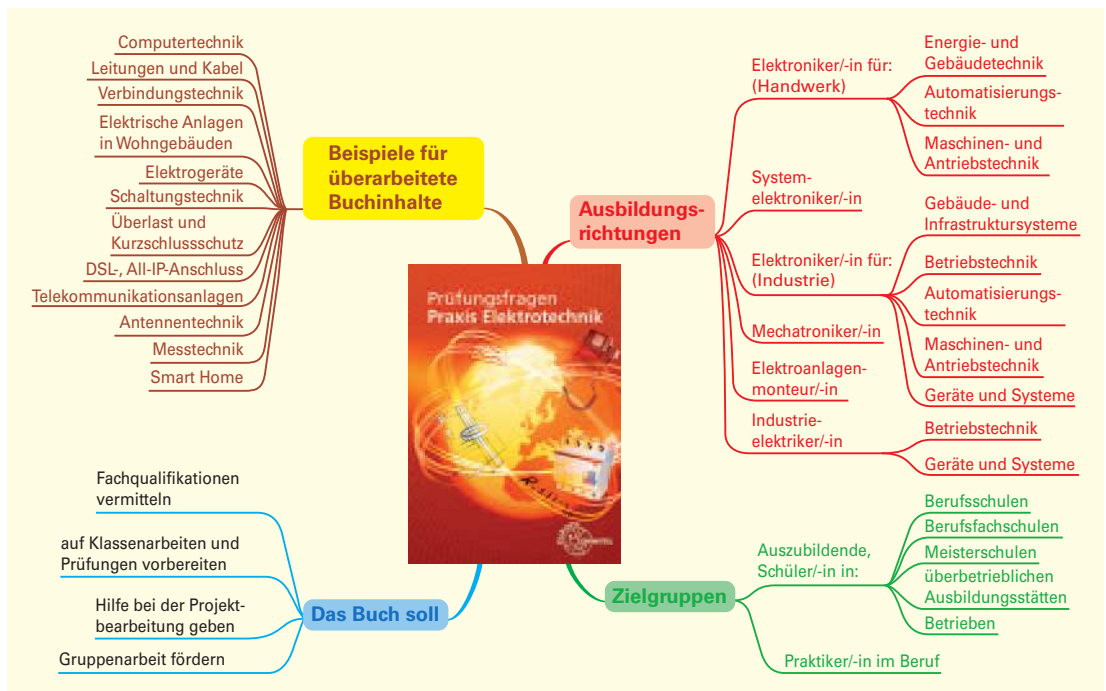 Computertechnik
Leitungen und Kabel
Verbindungstechnik
Elektrische Anlagen
in Wohngebäuden
Elektrogeräte
Schaltungstechnik
Überlast und
Kurzschlussschutz
DSL-, All-IP-Anschluss
Telekommunikationsanlagen
Antennentechnik
Messtechnik
Smart Home
Beispiele für
überarbeitete
Buchinhalte
Ausbildungs-
richtungen
Elektroniker/-in für:
(Handwerk)
Energie- und
Gebäudetechnik
Automatisierungs-
technik
Maschinen- und
Antriebstechnik
System-
elektroniker/-in
Elektroniker/-in für:
(Industrie)
Gebäude- und
Infrastruktursysteme
Betriebstechnik
Automatisierungs-
technik
Maschinen- und
Antriebstechnik
Geräte und Systeme
Mechatroniker/-in
Elektroanlagen-
monteur/-in
Industrie-
elektriker/-in
Betriebstechnik
Geräte und Systeme
Prüfungsfragen
Praxis Elektrotechnik
Fachqualifikationen
vermitteln
auf Klassenarbeiten und
Prüfungen vorbereiten
Hilfe bei der Projekt-
bearbeitung geben
Gruppenarbeit fördern
Das Buch soll
Zielgruppen
Auszubildende,
Schüler/-in in:
Berufsschulen
Berufsfachschulen
Meisterschulen
überbetrieblichen
Ausbildungsstätten
Betrieben
Praktiker/-in im Beruf